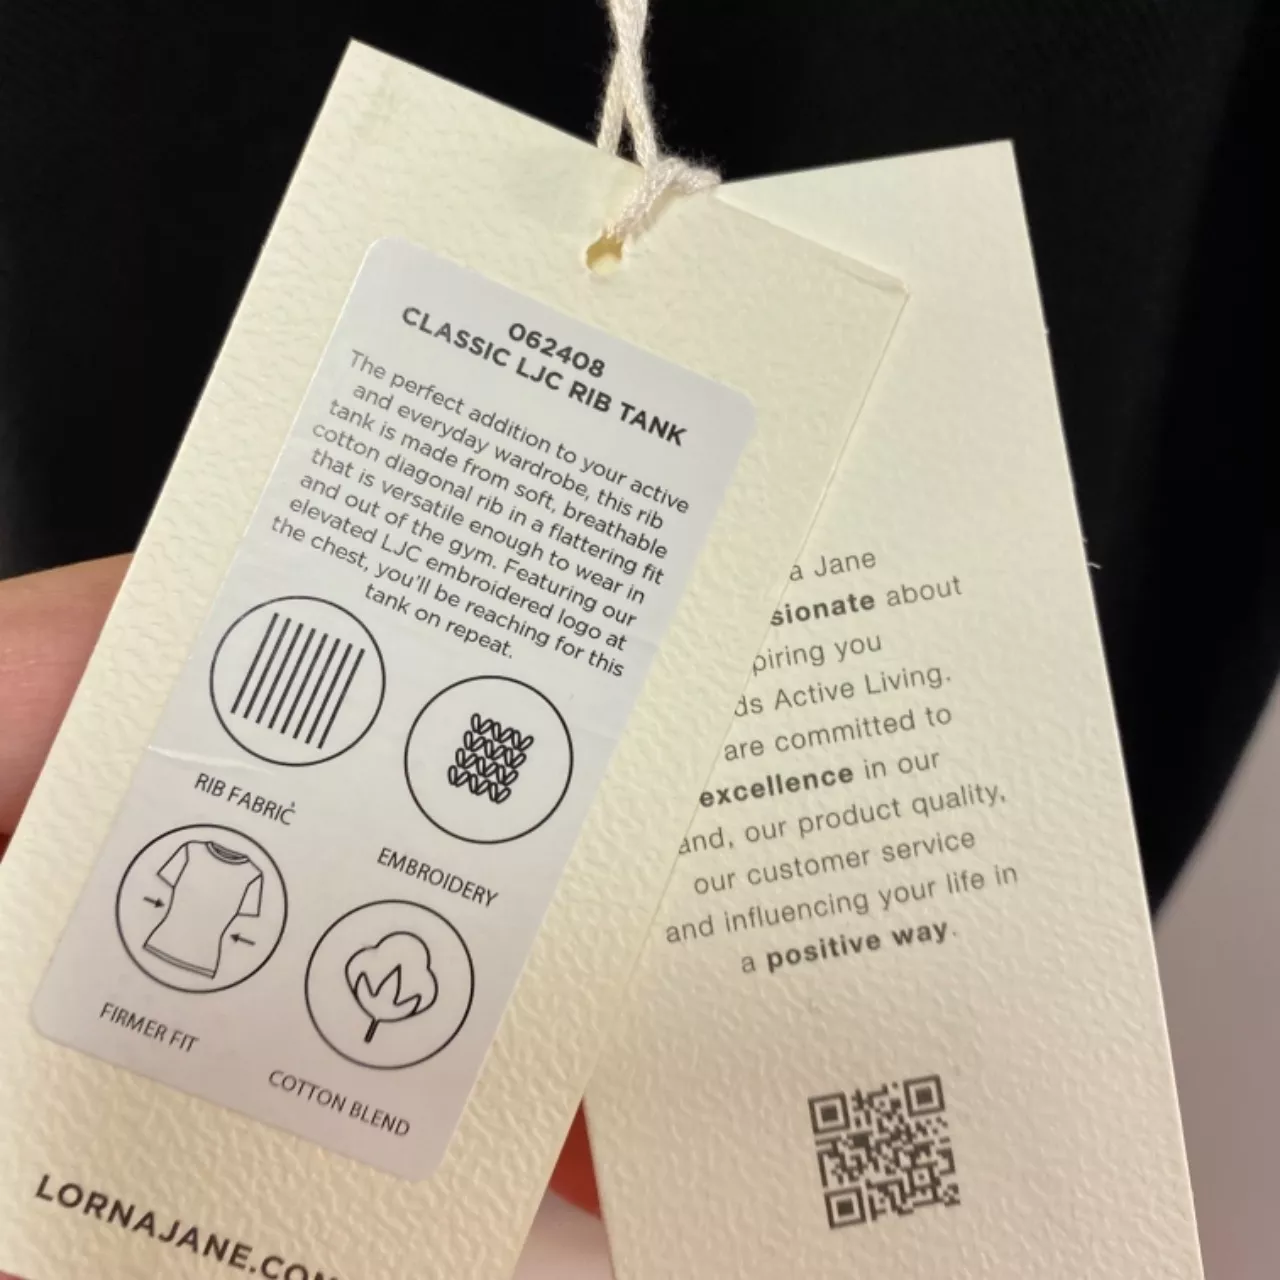 062408
CLASSIC LJC RIB TANK
The perfect addition to your active
and everyday wardrobe, this rib
tank is made from soft, breathable
cotton diagonal rib in a flattering fit
that is versatile enough to wear in
and out of the gym. Featuring our
elevated LJC embroidered logo at
the chest, you'll be reaching for this
tank on repeat.
RIB FABRIC
EMBROIDERY
FIRMER FIT
COTTON BLEND
LORNAJANE.COM
a Jane
sionate about
piring you
ds Active Living.
are committed to
excellence in our
and, our product quality,
our customer service
and influencing your life in
a positive way.